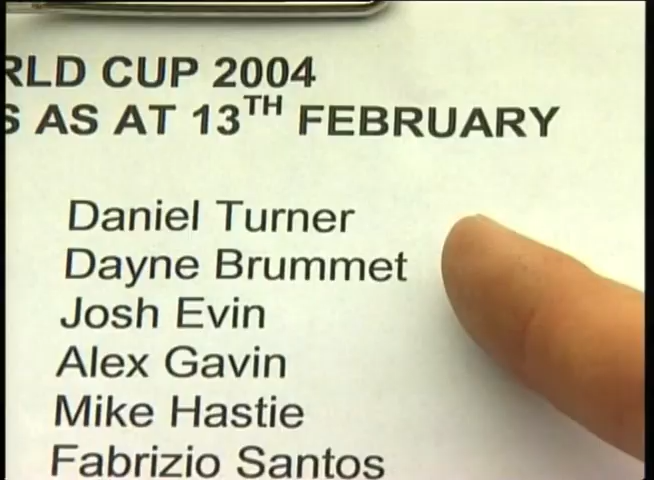 RLD CUP 2004
S AS AT 13TH FEBRUARY
Daniel Turner
Dayne Brummet
Josh Evin
Alex Gavin
Mike Hastie
Fabrizio Santos